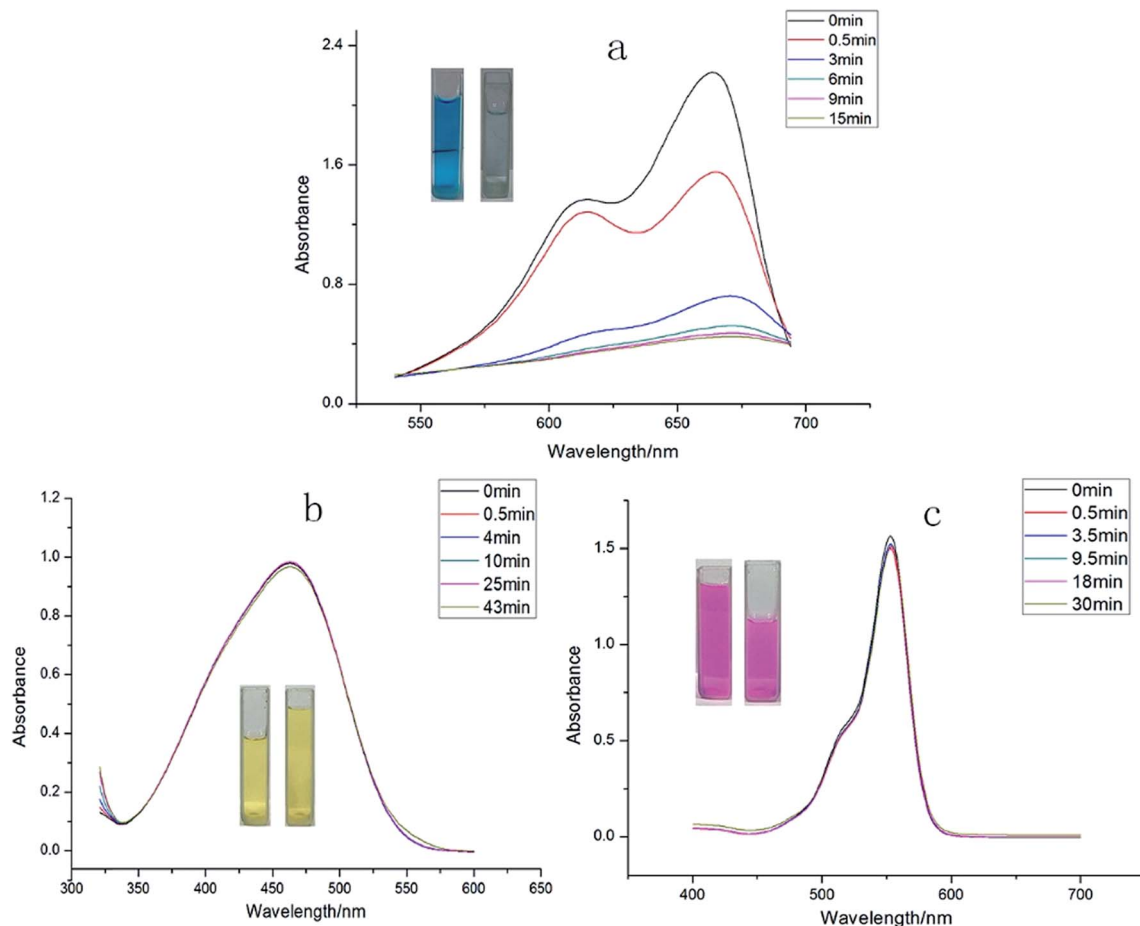 a
0min
0.5min
3min
6min
9min
15min
2.4
1.6
0.8
0.0
Absorbance
550
600
650
700
Wavelength/nm
b
0min
0.5min
4min
10min
25min
43min
1.2
1.0
0.8
0.6
0.4
0.2
0.0
Absorbance
300
350
400
450
500
550
600
650
Wavelength/nm
c
0min
0.5min
3.5min
9.5min
18min
30min
1.5
1.0
0.5
0.0
Absorbance
400
500
600
700
Wavelength/nm